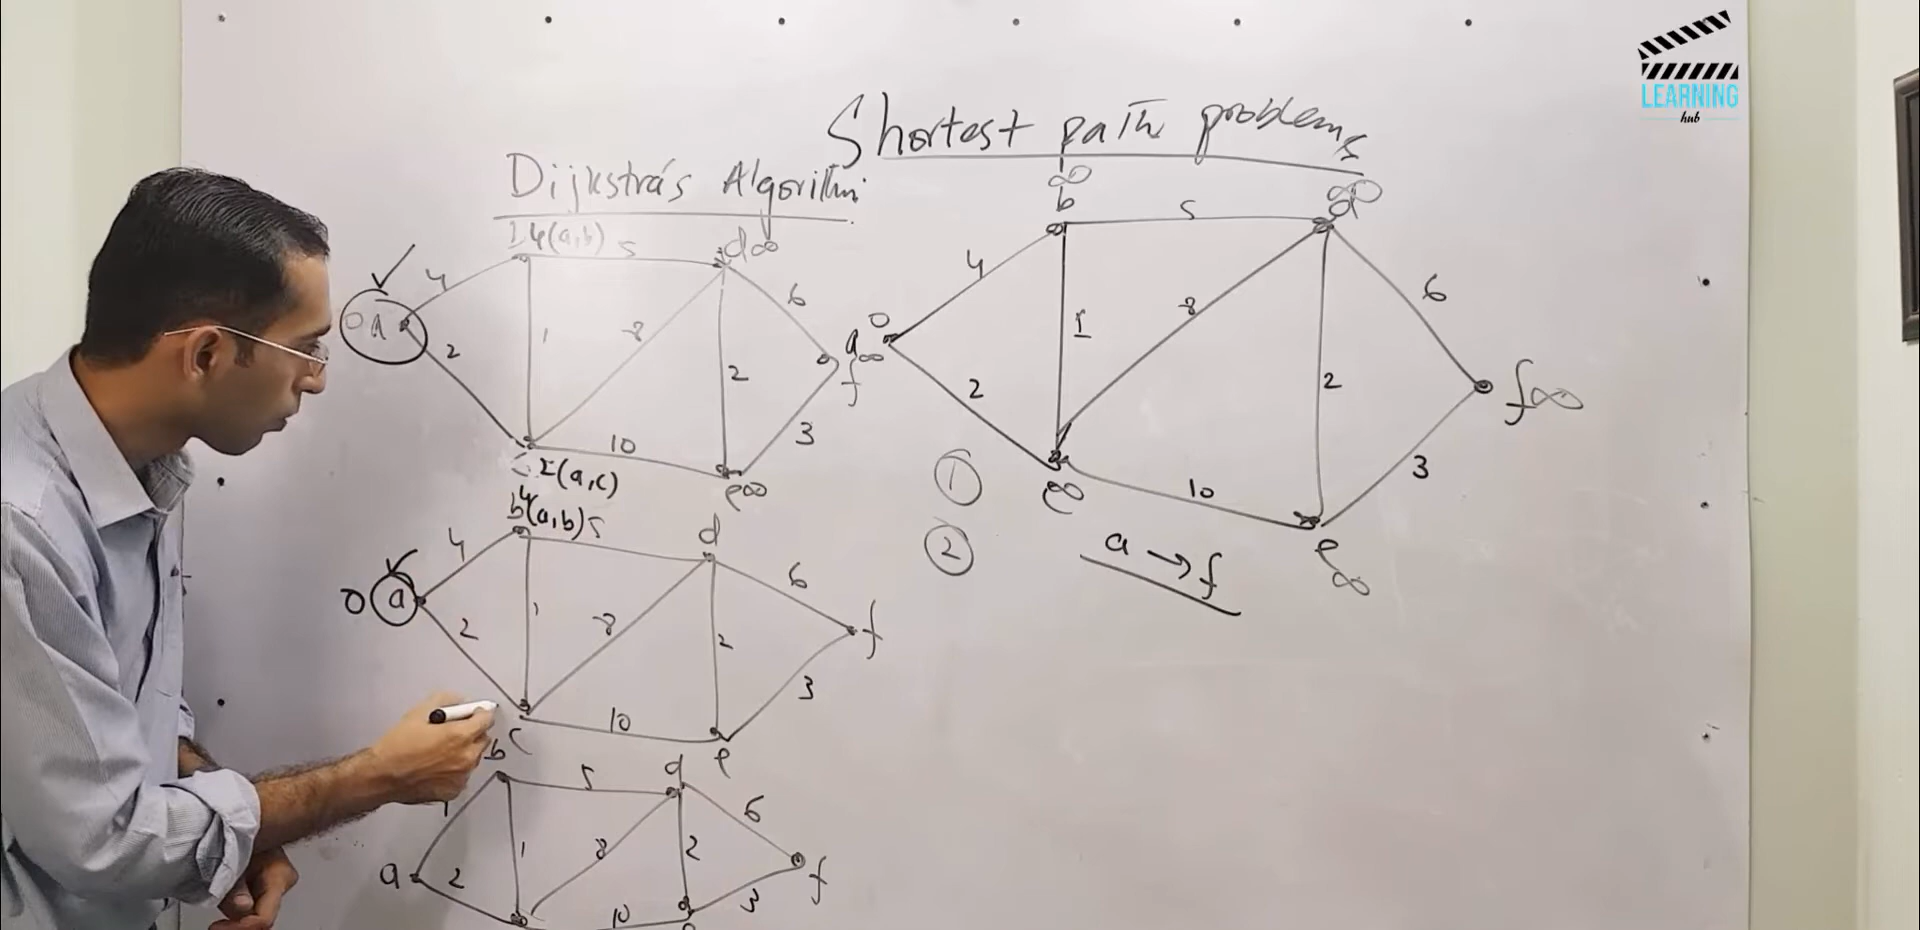 LEARNING
hub
Shortest path problems
Dijkstra's Algorithm
∞
b
5
4
0
a
1
8
2
6
2
f∞
3
10
e
∞
①
②
a → f
4(a,b)
5
d∞
4
0 a
2
1
8
6
2
∞
f
3
10
2(a,c)
e∞
b 4(a,b)
5
d
4
0 a
2
1
8
6
2
f
3
10
c
e
b
5
d
6
1
8
2
a
2
f
3
10